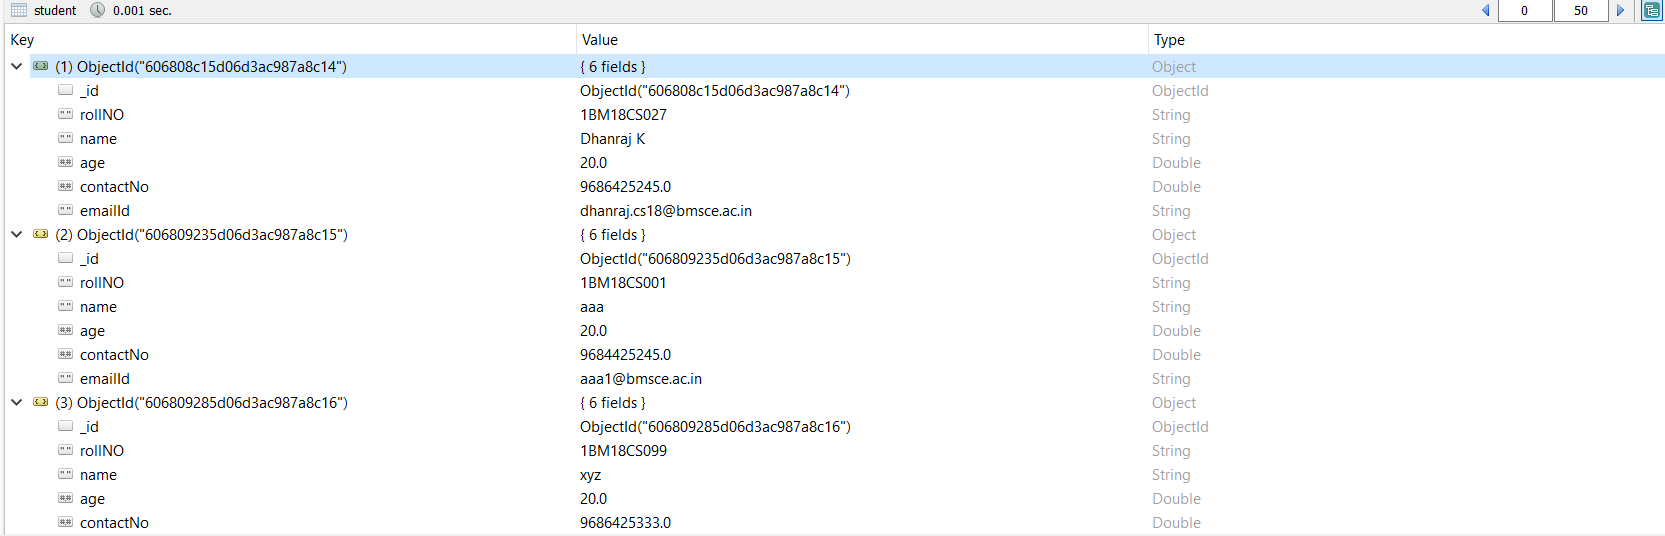 student 0.001 sec. 0 50
Key Value Type
(1) ObjectId("606808c15d06d3ac987a8c14") { 6 fields } Object
_id ObjectId("606808c15d06d3ac987a8c14") ObjectId
rollNO 1BM18CS027 String
name Dhanraj K String
age 20.0 Double
contactNo 9686425245.0 Double
emailId dhanraj.cs18@bmsce.ac.in String
(2) ObjectId("606809235d06d3ac987a8c15") { 6 fields } Object
_id ObjectId("606809235d06d3ac987a8c15") ObjectId
rollNO 1BM18CS001 String
name aaa String
age 20.0 Double
contactNo 9684425245.0 Double
emailId aaa1@bmsce.ac.in String
(3) ObjectId("606809285d06d3ac987a8c16") { 6 fields } Object
_id ObjectId("606809285d06d3ac987a8c16") ObjectId
rollNO 1BM18CS099 String
name xyz String
age 20.0 Double
contactNo 9686425333.0 Double